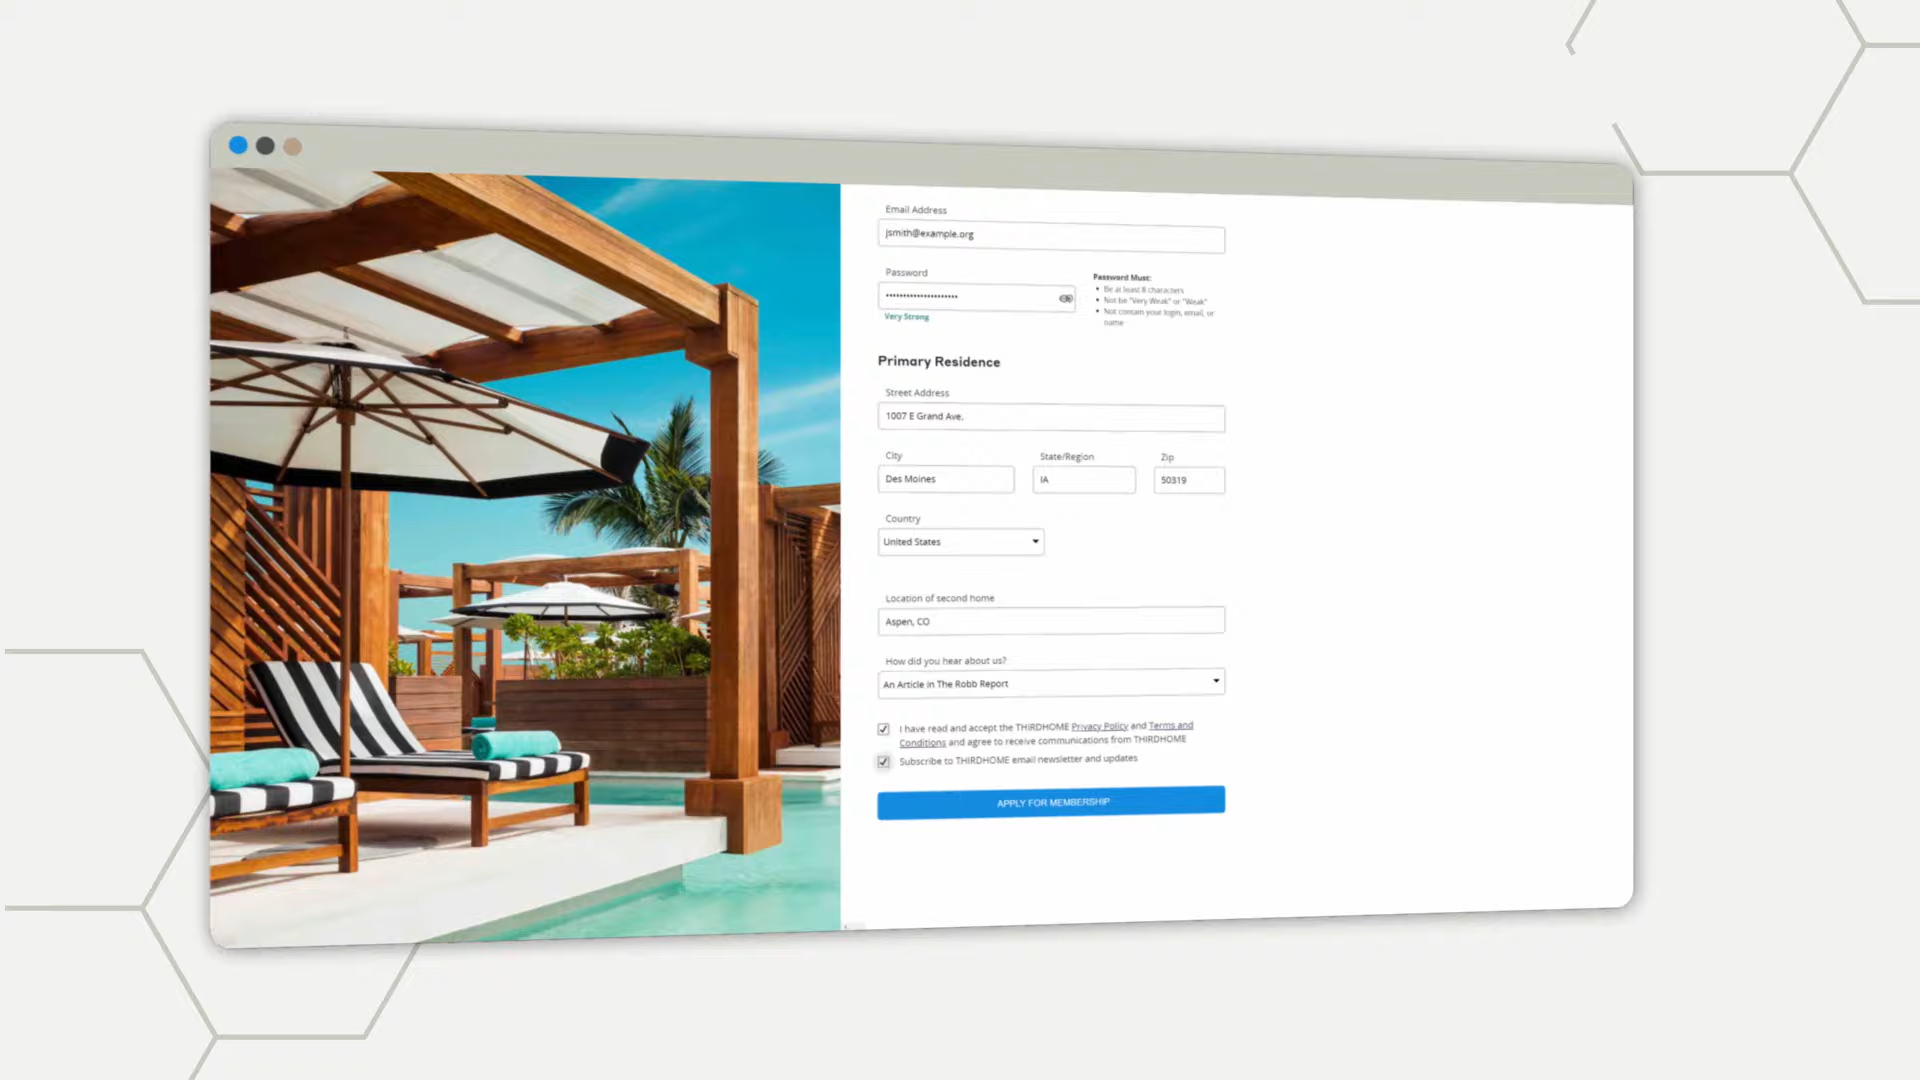 Email Address
jsmith@example.org
Password
Password Must:
• Be at least 8 characters
• Not be "Very Weak" or "Weak"
• Not contain your login, email, or
name
Very Strong
Primary Residence
Street Address
1007 E Grand Ave.
City State/Region Zip
Des Moines IA 50319
Country
United States
Location of second home
Aspen, CO
How did you hear about us?
An Article in The Robb Report
I have read and accept the THIRDHOME Privacy Policy and Terms and
Conditions and agree to receive communications from THIRDHOME
Subscribe to THIRDHOME email newsletter and updates
APPLY FOR MEMBERSHIP